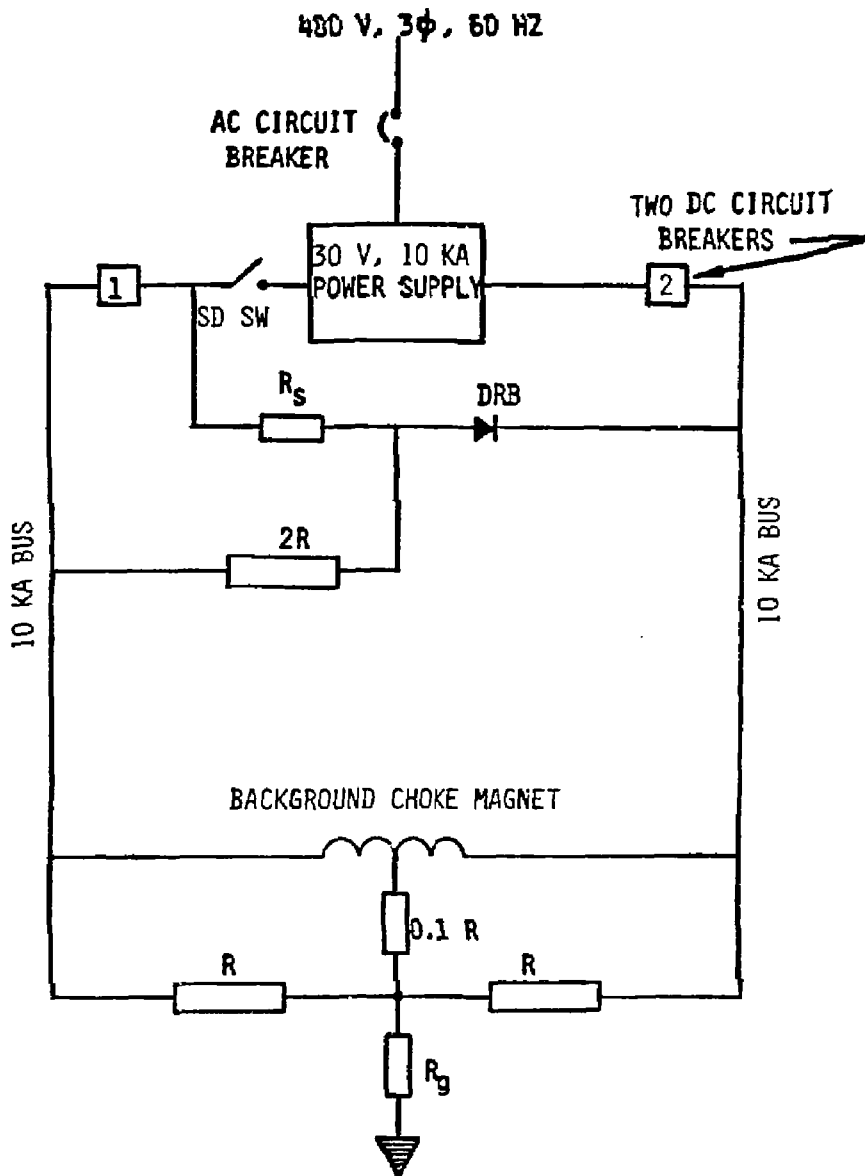 480 V, 3ϕ, 60 HZ
AC CIRCUIT
BREAKER
TWO DC CIRCUIT
BREAKERS
30 V, 10 KA
POWER SUPPLY
1
2
SD SW
R_s
DRB
2R
10 KA BUS
10 KA BUS
BACKGROUND CHOKE MAGNET
0.1 R
R
R
R_g